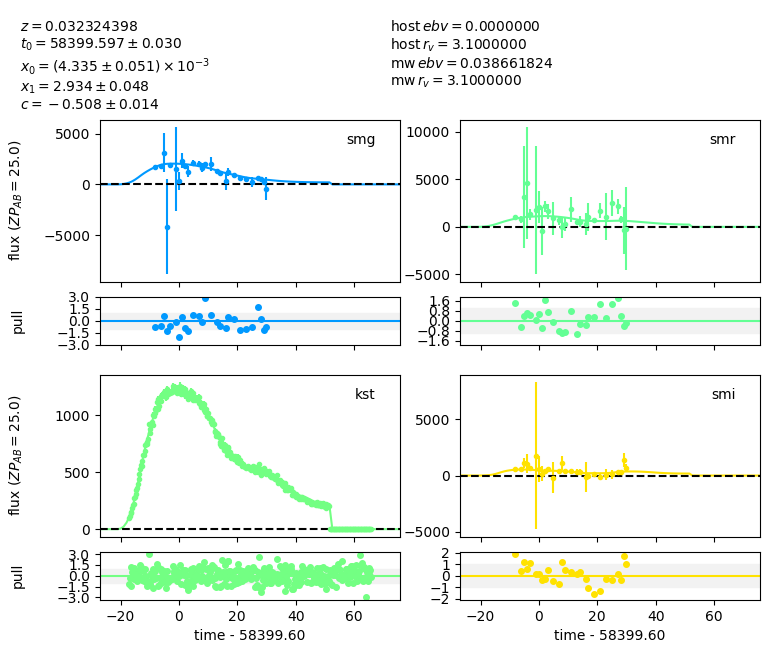 z = 0.032324398
t0 = 58399.597 ± 0.030
x0 = (4.335 ± 0.051) × 10^-3
x1 = 2.934 ± 0.048
c = −0.508 ± 0.014
host ebv = 0.0000000
host rv = 3.1000000
mw ebv = 0.038661824
mw rv = 3.1000000
flux (ZPAB = 25.0)
5000
0
−5000
smg
10000
5000
0
−5000
smr
pull
3.0
1.5
0.0
−1.5
−3.0
1.6
0.8
0.0
−0.8
−1.6
flux (ZPAB = 25.0)
1000
500
0
kst
5000
0
−5000
smi
pull
3.0
1.5
0.0
−1.5
−3.0
−20 0 20 40 60
time - 58399.60
2
1
0
−1
−2
−20 0 20 40 60
time - 58399.60